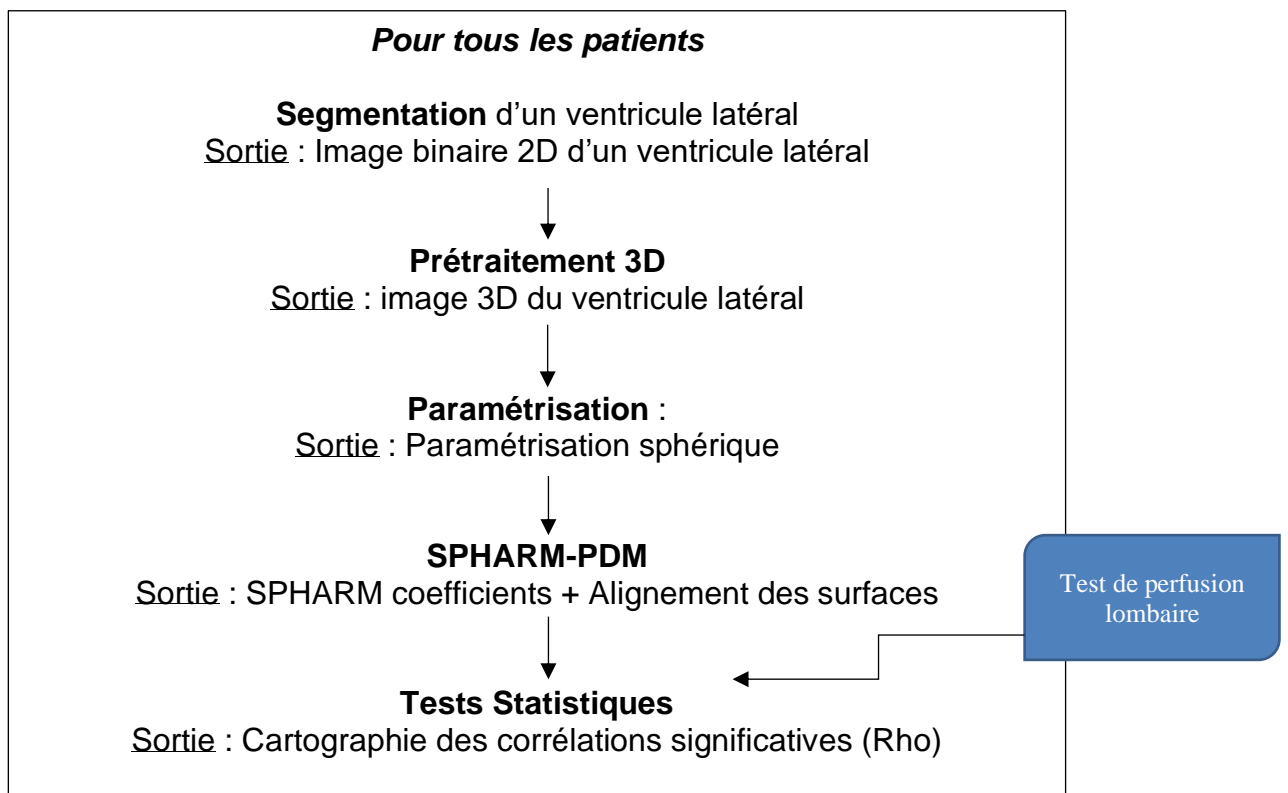 Pour tous les patients
Segmentation d’un ventricule latéral
Sortie : Image binaire 2D d’un ventricule latéral
Prétraitement 3D
Sortie : image 3D du ventricule latéral
Paramétrisation :
Sortie : Paramétrisation sphérique
SPHARM-PDM
Sortie : SPHARM coefficients + Alignement des surfaces
Test de perfusion
lombaire
Tests Statistiques
Sortie : Cartographie des corrélations significatives (Rho)